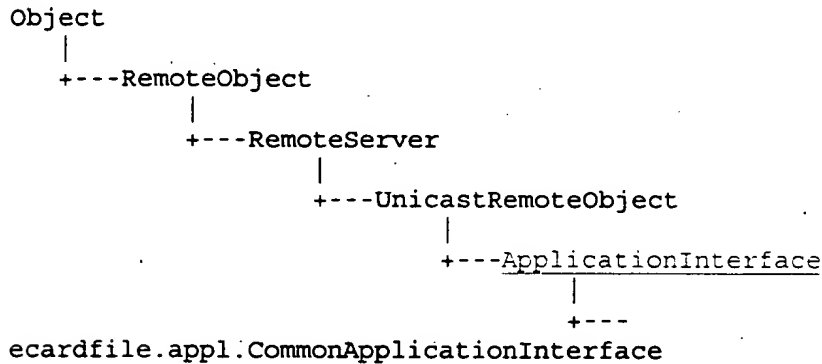 Object
|
+---RemoteObject
|
+---RemoteServer
|
+---UnicastRemoteObject
|
+---ApplicationInterface
|
+---
ecardfile.appl.CommonApplicationInterface